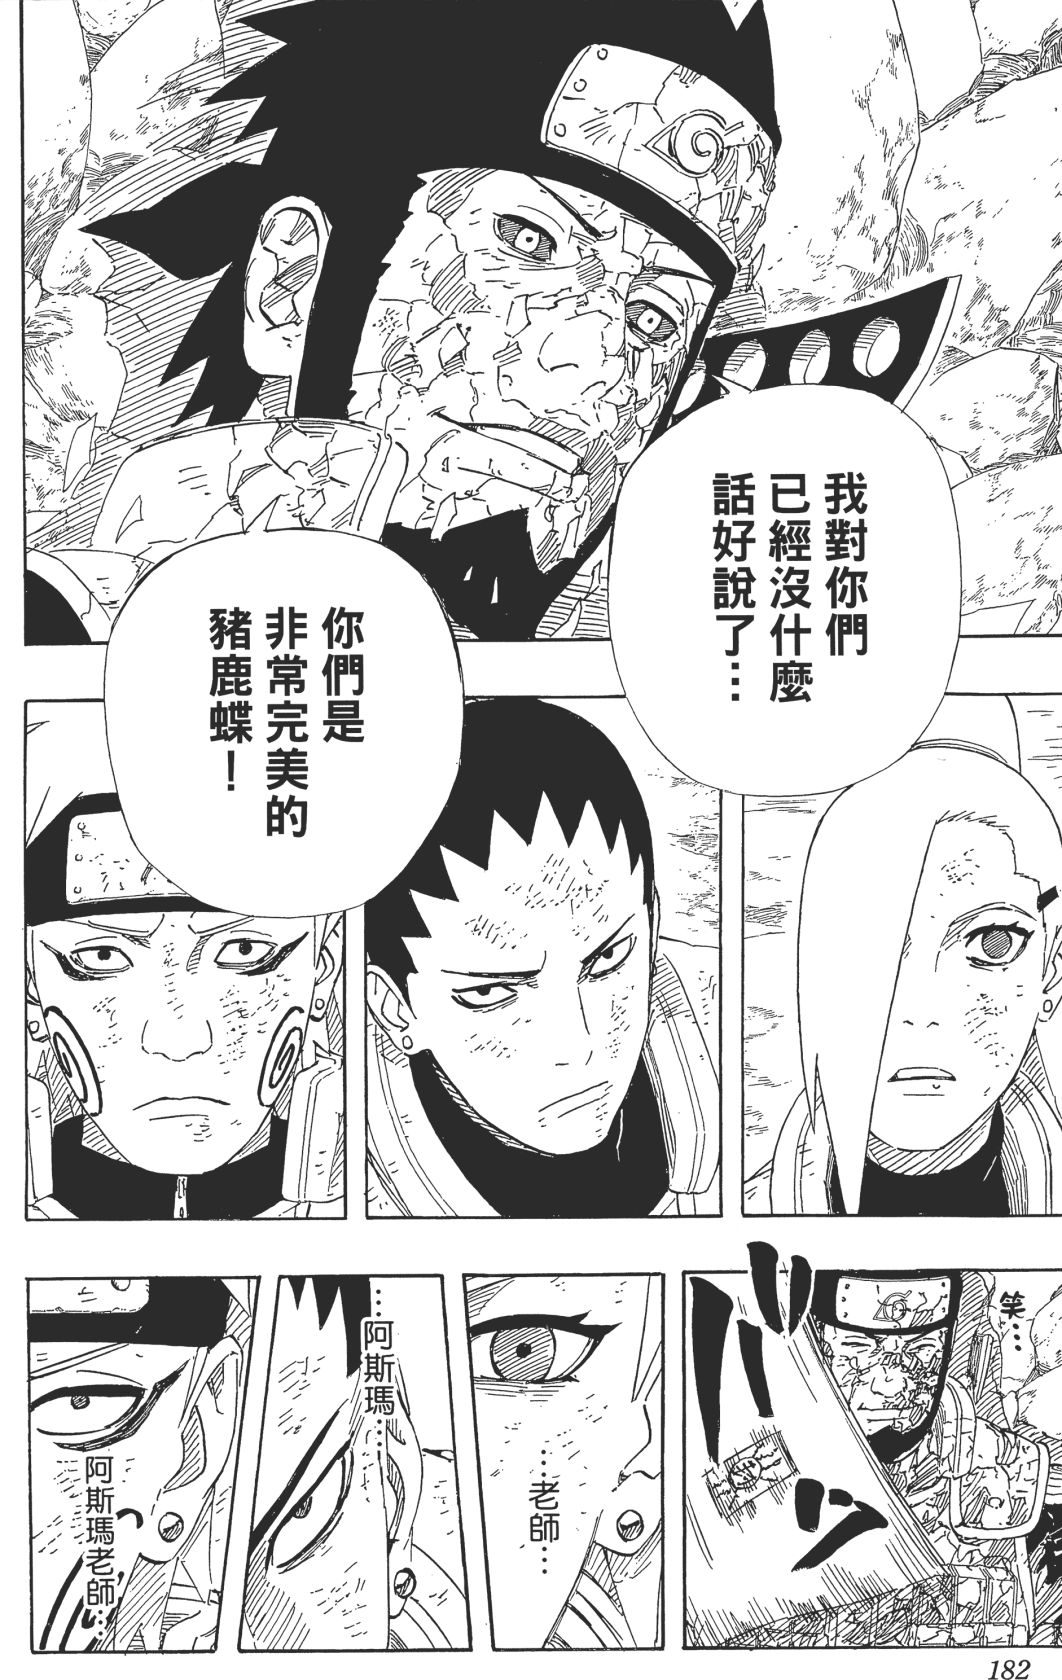 我對你們
已經沒什麼
話好說了…
你們是
非常完美的
豬鹿蝶！
笑…
…老師…
…阿斯瑪…
阿斯瑪老師…
182